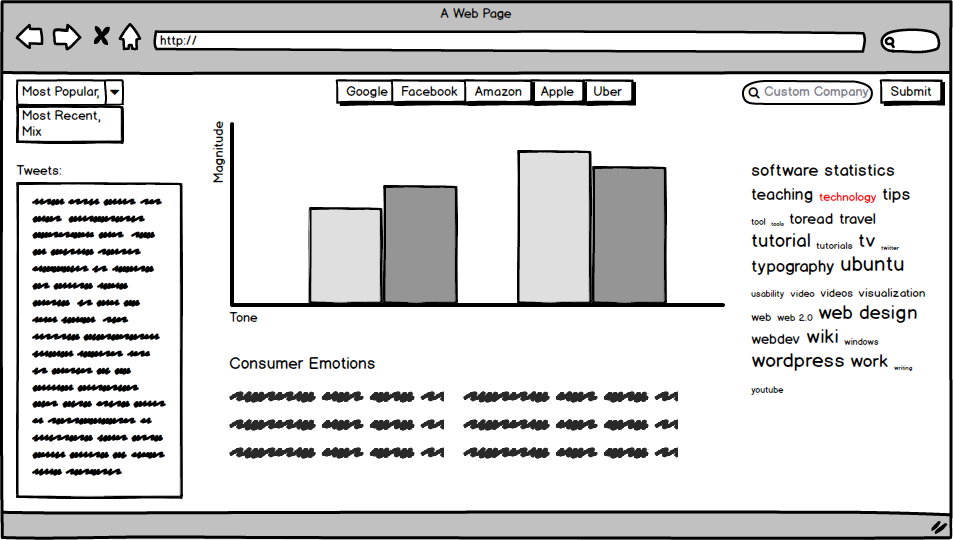 A Web Page
http://
Most Popular,
Most Recent,
Mix
Google Facebook Amazon Apple Uber
Custom Company
Submit
Tweets:
Magnitude
Tone
Consumer Emotions
software statistics
teaching technology tips
tool tools toread travel
tutorial tutorials tv twitter
typography ubuntu
usability video videos visualization
web web 2.0 web design
webdev wiki windows
wordpress work writing
youtube